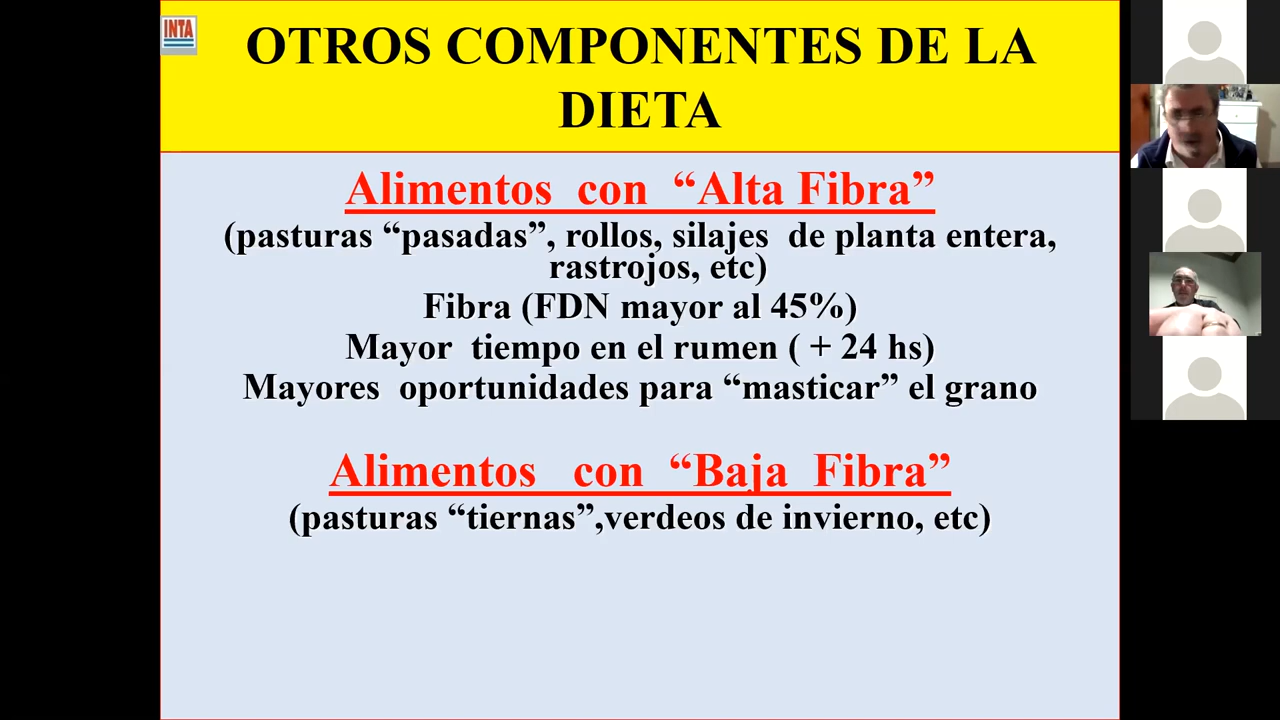 INTA
OTROS COMPONENTES DE LA
DIETA
Alimentos con “Alta Fibra”
(pasturas “pasadas”, rollos, silajes de planta entera,
rastrojos, etc)
Fibra (FDN mayor al 45%)
Mayor tiempo en el rumen ( + 24 hs)
Mayores oportunidades para “masticar” el grano
Alimentos con “Baja Fibra”
(pasturas “tiernas”,verdeos de invierno, etc)